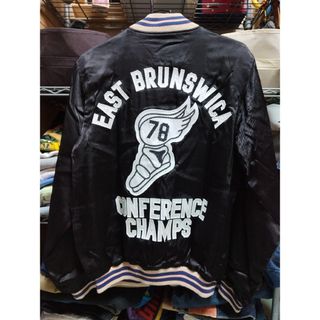 EAST BRUNSWICA
78
CONFERENCE
CHAMPS